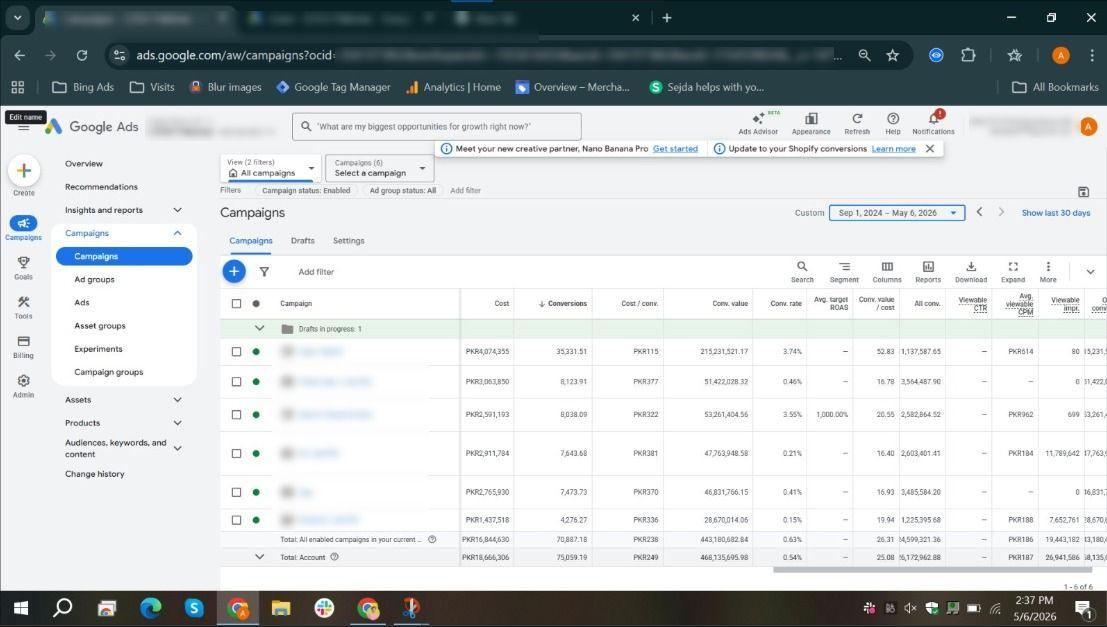 ads.google.com/aw/campaigns?ocid=
Bing Ads Visits Blur images Google Tag Manager Analytics | Home Overview – Mercha... Sejda helps with yo... All Bookmarks
Edit name
Google Ads
"What are my biggest opportunities for growth right now?"
Ads Advisor BETA Appearance Refresh Help Notifications
A
Meet your new creative partner, Nano Banana Pro Get started Update to your Shopify conversions Learn more
Create
Campaigns
Goals
Tools
Billing
Admin
Overview
Recommendations
Insights and reports
Campaigns
Campaigns
Ad groups
Ads
Asset groups
Experiments
Campaign groups
Assets
Products
Audiences, keywords, and
content
Change history
View (2 filters)
All campaigns
Campaigns (6)
Select a campaign
Filters Campaign status: Enabled Ad group status: All Add filter
Campaigns
Custom Sep 1, 2024 – May 6, 2026 Show last 30 days
Campaigns Drafts Settings
Add filter
Search Segment Columns Reports Download Expand More
Campaign Cost ↓ Conversions Cost / conv. Conv. value Conv. rate Avg. target ROAS Conv. value / cost All conv. Viewable CTR Avg. viewable CPM Viewable impr.
Drafts in progress: 1
PKR4,074,355 35,331.51 PKR115 215,231,521.17 3.74% – 52.83 1,137,587.65 – PKR614 80
PKR3,063,850 8,123.91 PKR377 51,422,028.32 0.46% – 16.78 3,564,487.90 – – 0
PKR2,591,193 8,038.09 PKR322 53,261,404.56 3.55% 1,000.00% 20.55 2,582,864.52 – PKR962 699
PKR2,911,784 7,643.68 PKR381 47,763,948.58 0.21% – 16.40 2,603,401.41 – PKR184 11,789,642
PKR2,765,930 7,473.73 PKR370 46,831,766.15 0.41% – 16.93 3,485,584.20 – – 0
PKR1,437,518 4,276.27 PKR336 28,670,014.06 0.15% – 19.94 1,225,395.68 – PKR188 7,652,761
Total: All enabled campaigns in your current ... PKR16,844,630 70,887.18 PKR238 443,180,682.84 0.63% – 26.31 PKR186 19,443,182
Total: Account PKR18,666,306 75,059.19 PKR249 468,135,695.98 0.54% – 25.08 PKR187 26,941,586
1 - 6 of 6
2:37 PM
5/6/2026